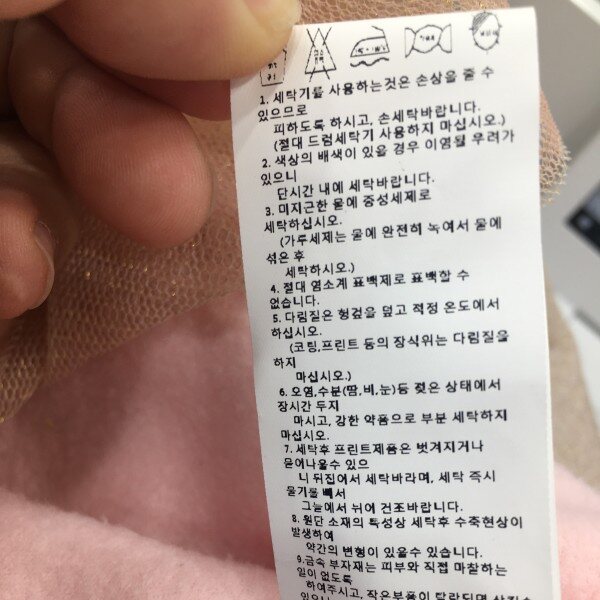 1. 세탁기를 사용하는것은 손상을 줄 수
있으므로
피하도록 하시고, 손세탁바랍니다.
(절대 드럼세탁기 사용하지 마십시오.)
2. 색상의 배색이 있을 경우 이염될 우려가
있으니
단시간 내에 세탁바랍니다.
3. 미지근한 물에 중성세제로
세탁하십시오.
(가루세제는 물에 완전히 녹여서 물에
섞은 후
세탁하시오.)
4. 절대 염소계 표백제로 표백할 수
없습니다.
5. 다림질은 헝겊을 덮고 적정 온도에서
하십시오.
(코팅,프린트 등의 장식위는 다림질을
하지
마십시오.)
6. 오염,수분(땀,비,눈)등 젖은 상태에서
장시간 두지
마시고, 강한 약품으로 부분 세탁하지
마십시오.
7. 세탁후 프린트제품은 벗겨지거나
묻어나올수 있으
니 뒤집어서 세탁바라며, 세탁 즉시
물기를 빼서
그늘에서 뉘어 건조바랍니다.
8. 원단 소재의 특성상 세탁후 수축현상이
발생하여
약간의 변형이 있을수 있습니다.
9.금속 부자재는 피부와 직접 마찰하는
일이 없도록
하여주시고, 작은부품이 탈락되면